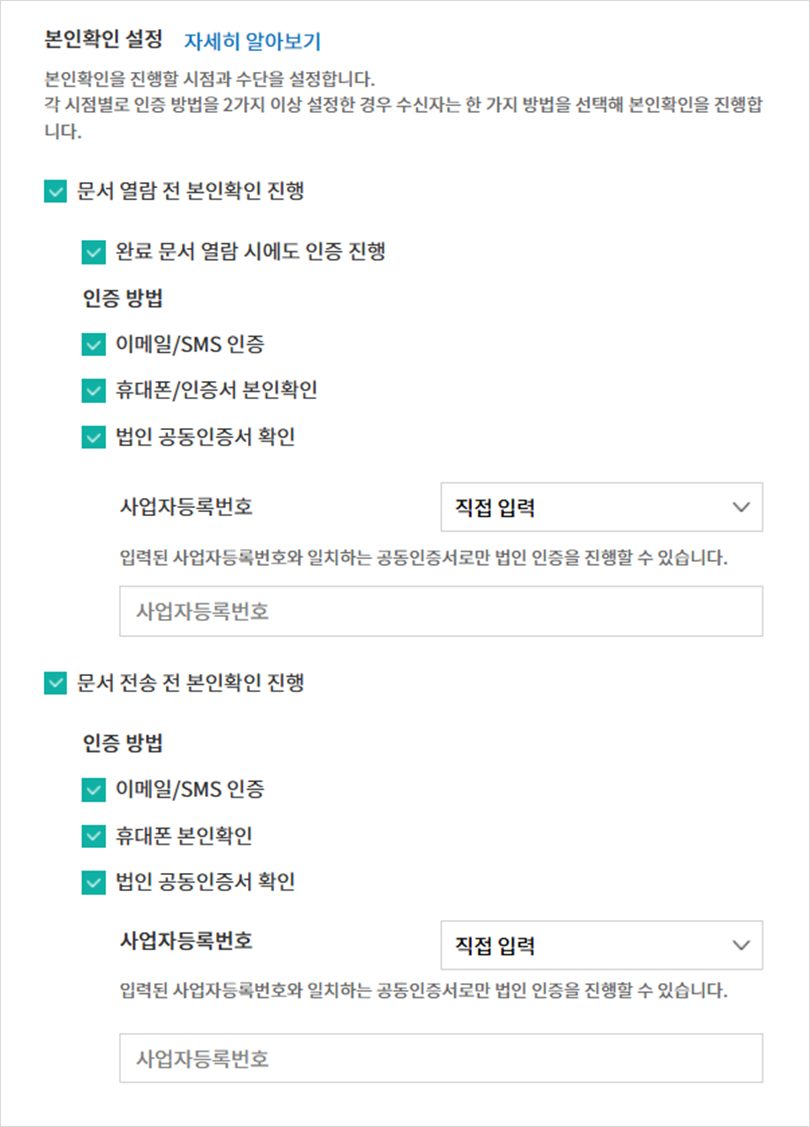 본인확인 설정 자세히 알아보기
본인확인을 진행할 시점과 수단을 설정합니다.
각 시점별로 인증 방법을 2가지 이상 설정한 경우 수신자는 한 가지 방법을 선택해 본인확인을 진행합
니다.
문서 열람 전 본인확인 진행
완료 문서 열람 시에도 인증 진행
인증 방법
이메일/SMS 인증
휴대폰/인증서 본인확인
법인 공동인증서 확인
사업자등록번호 직접 입력
입력된 사업자등록번호와 일치하는 공동인증서로만 법인 인증을 진행할 수 있습니다.
사업자등록번호
문서 전송 전 본인확인 진행
인증 방법
이메일/SMS 인증
휴대폰 본인확인
법인 공동인증서 확인
사업자등록번호 직접 입력
입력된 사업자등록번호와 일치하는 공동인증서로만 법인 인증을 진행할 수 있습니다.
사업자등록번호